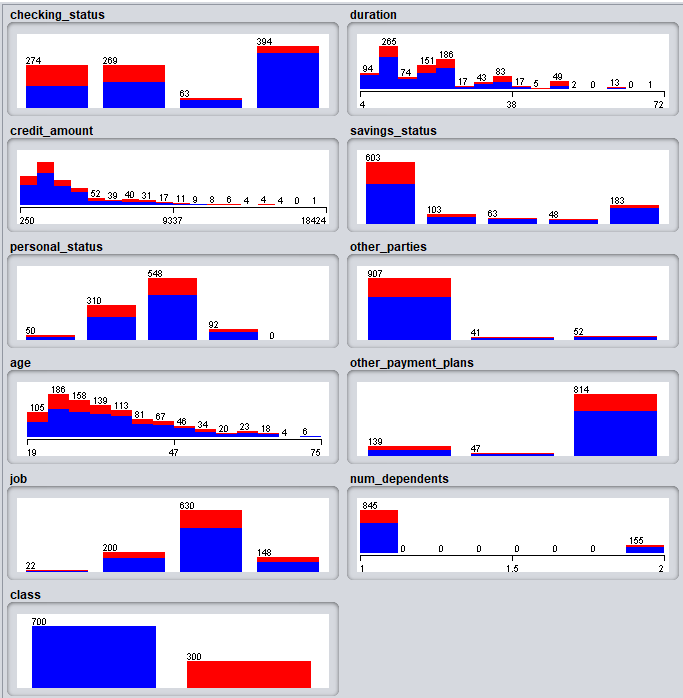 checking_status
274 269 63 394
duration
94 265 74 151 186 17 43 83 17 5 49 2 0 13 0 1
4 38 72
credit_amount
52 39 40 31 17 11 9 8 6 4 4 4 0 1
250 9337 18424
savings_status
603 103 63 48 183
personal_status
50 310 548 92 0
other_parties
907 41 52
age
105 186 158 139 113 81 67 46 34 20 23 18 4 6
19 47 75
other_payment_plans
139 47 814
job
22 200 630 148
num_dependents
845 0 0 0 0 0 0 155
1 1.5 2
class
700 300